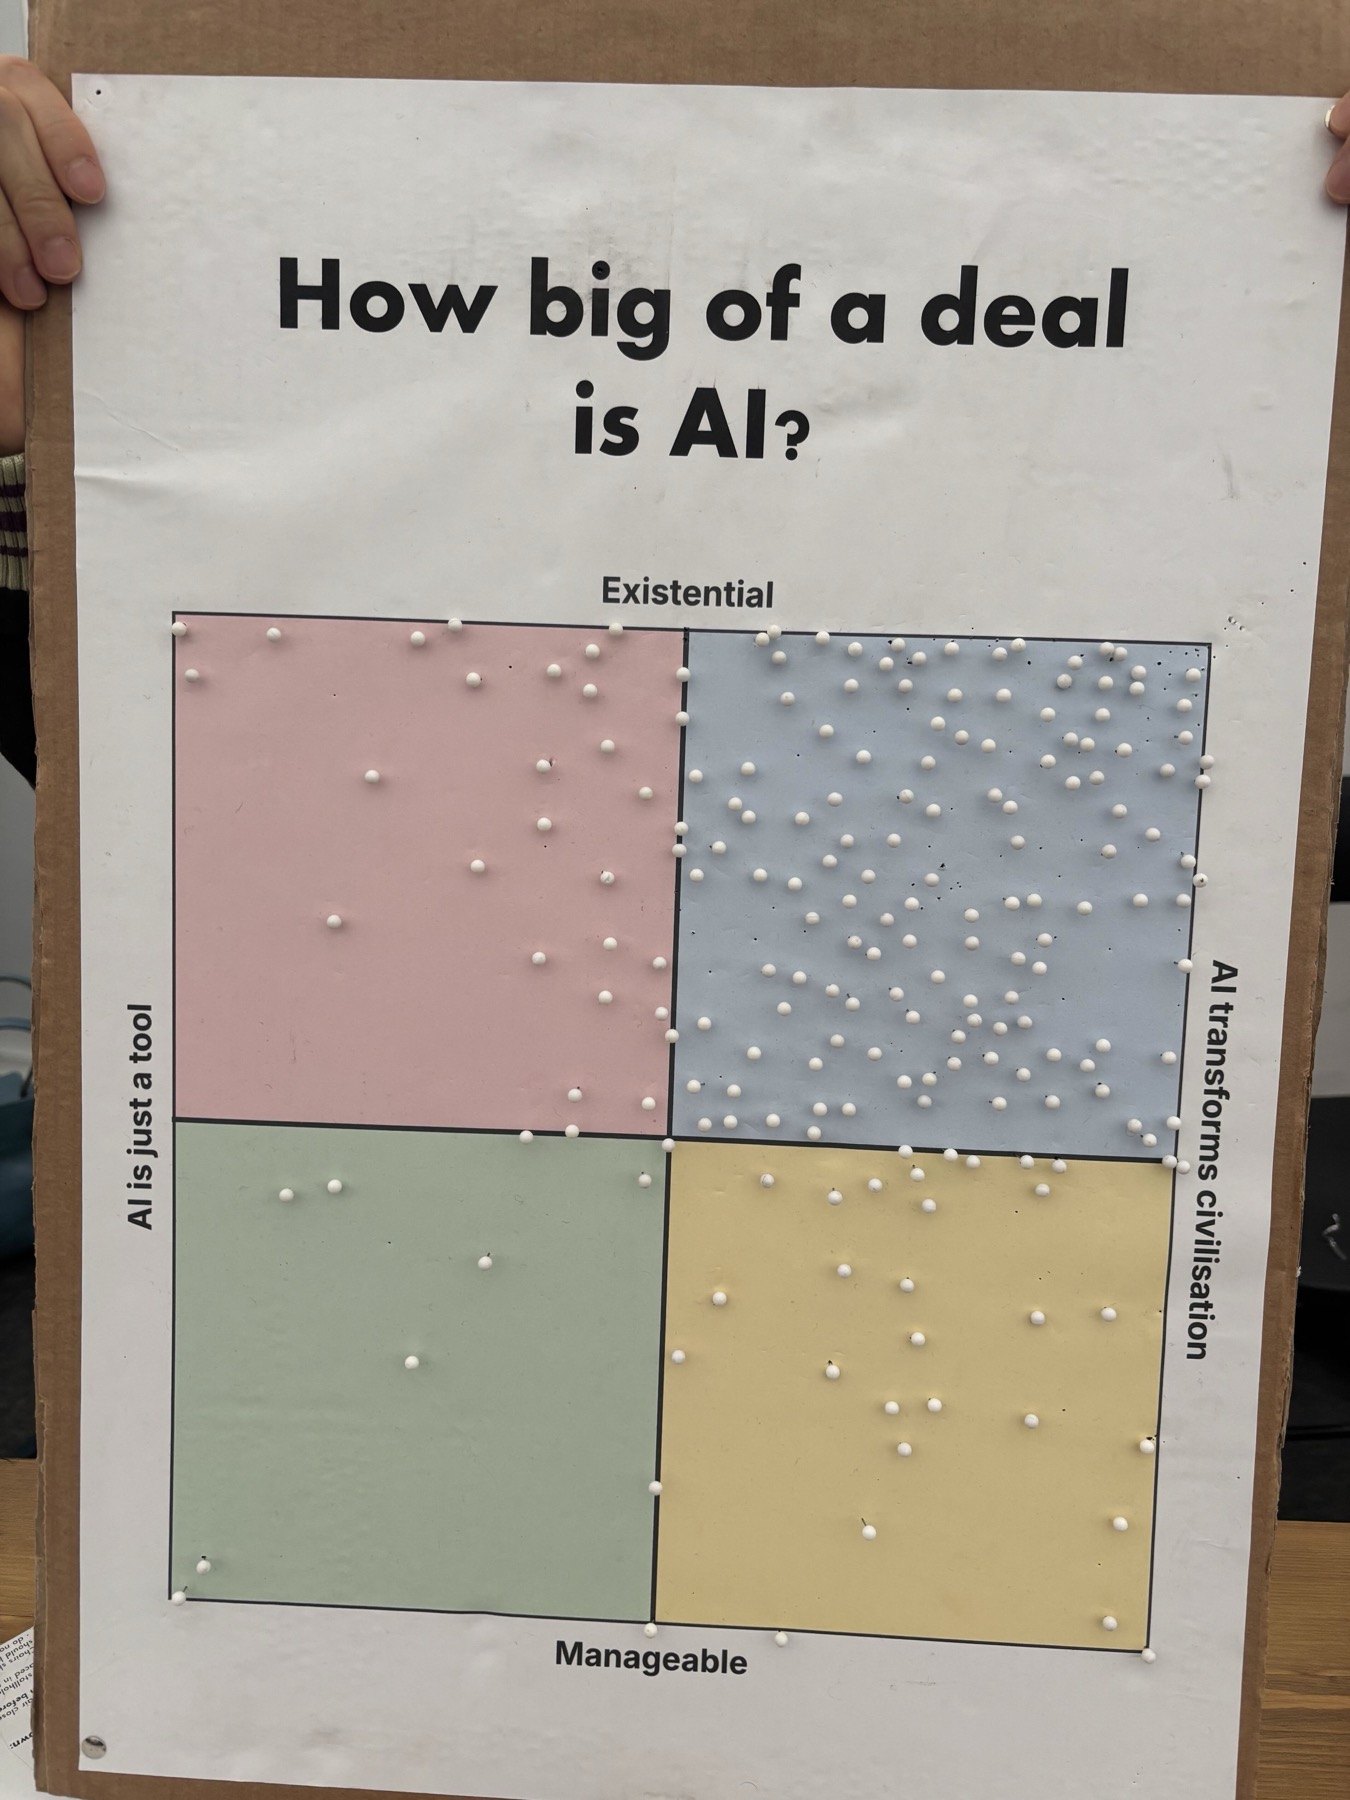 How big of a deal
is AI?
Existential
AI is just a tool
AI transforms civilisation
Manageable